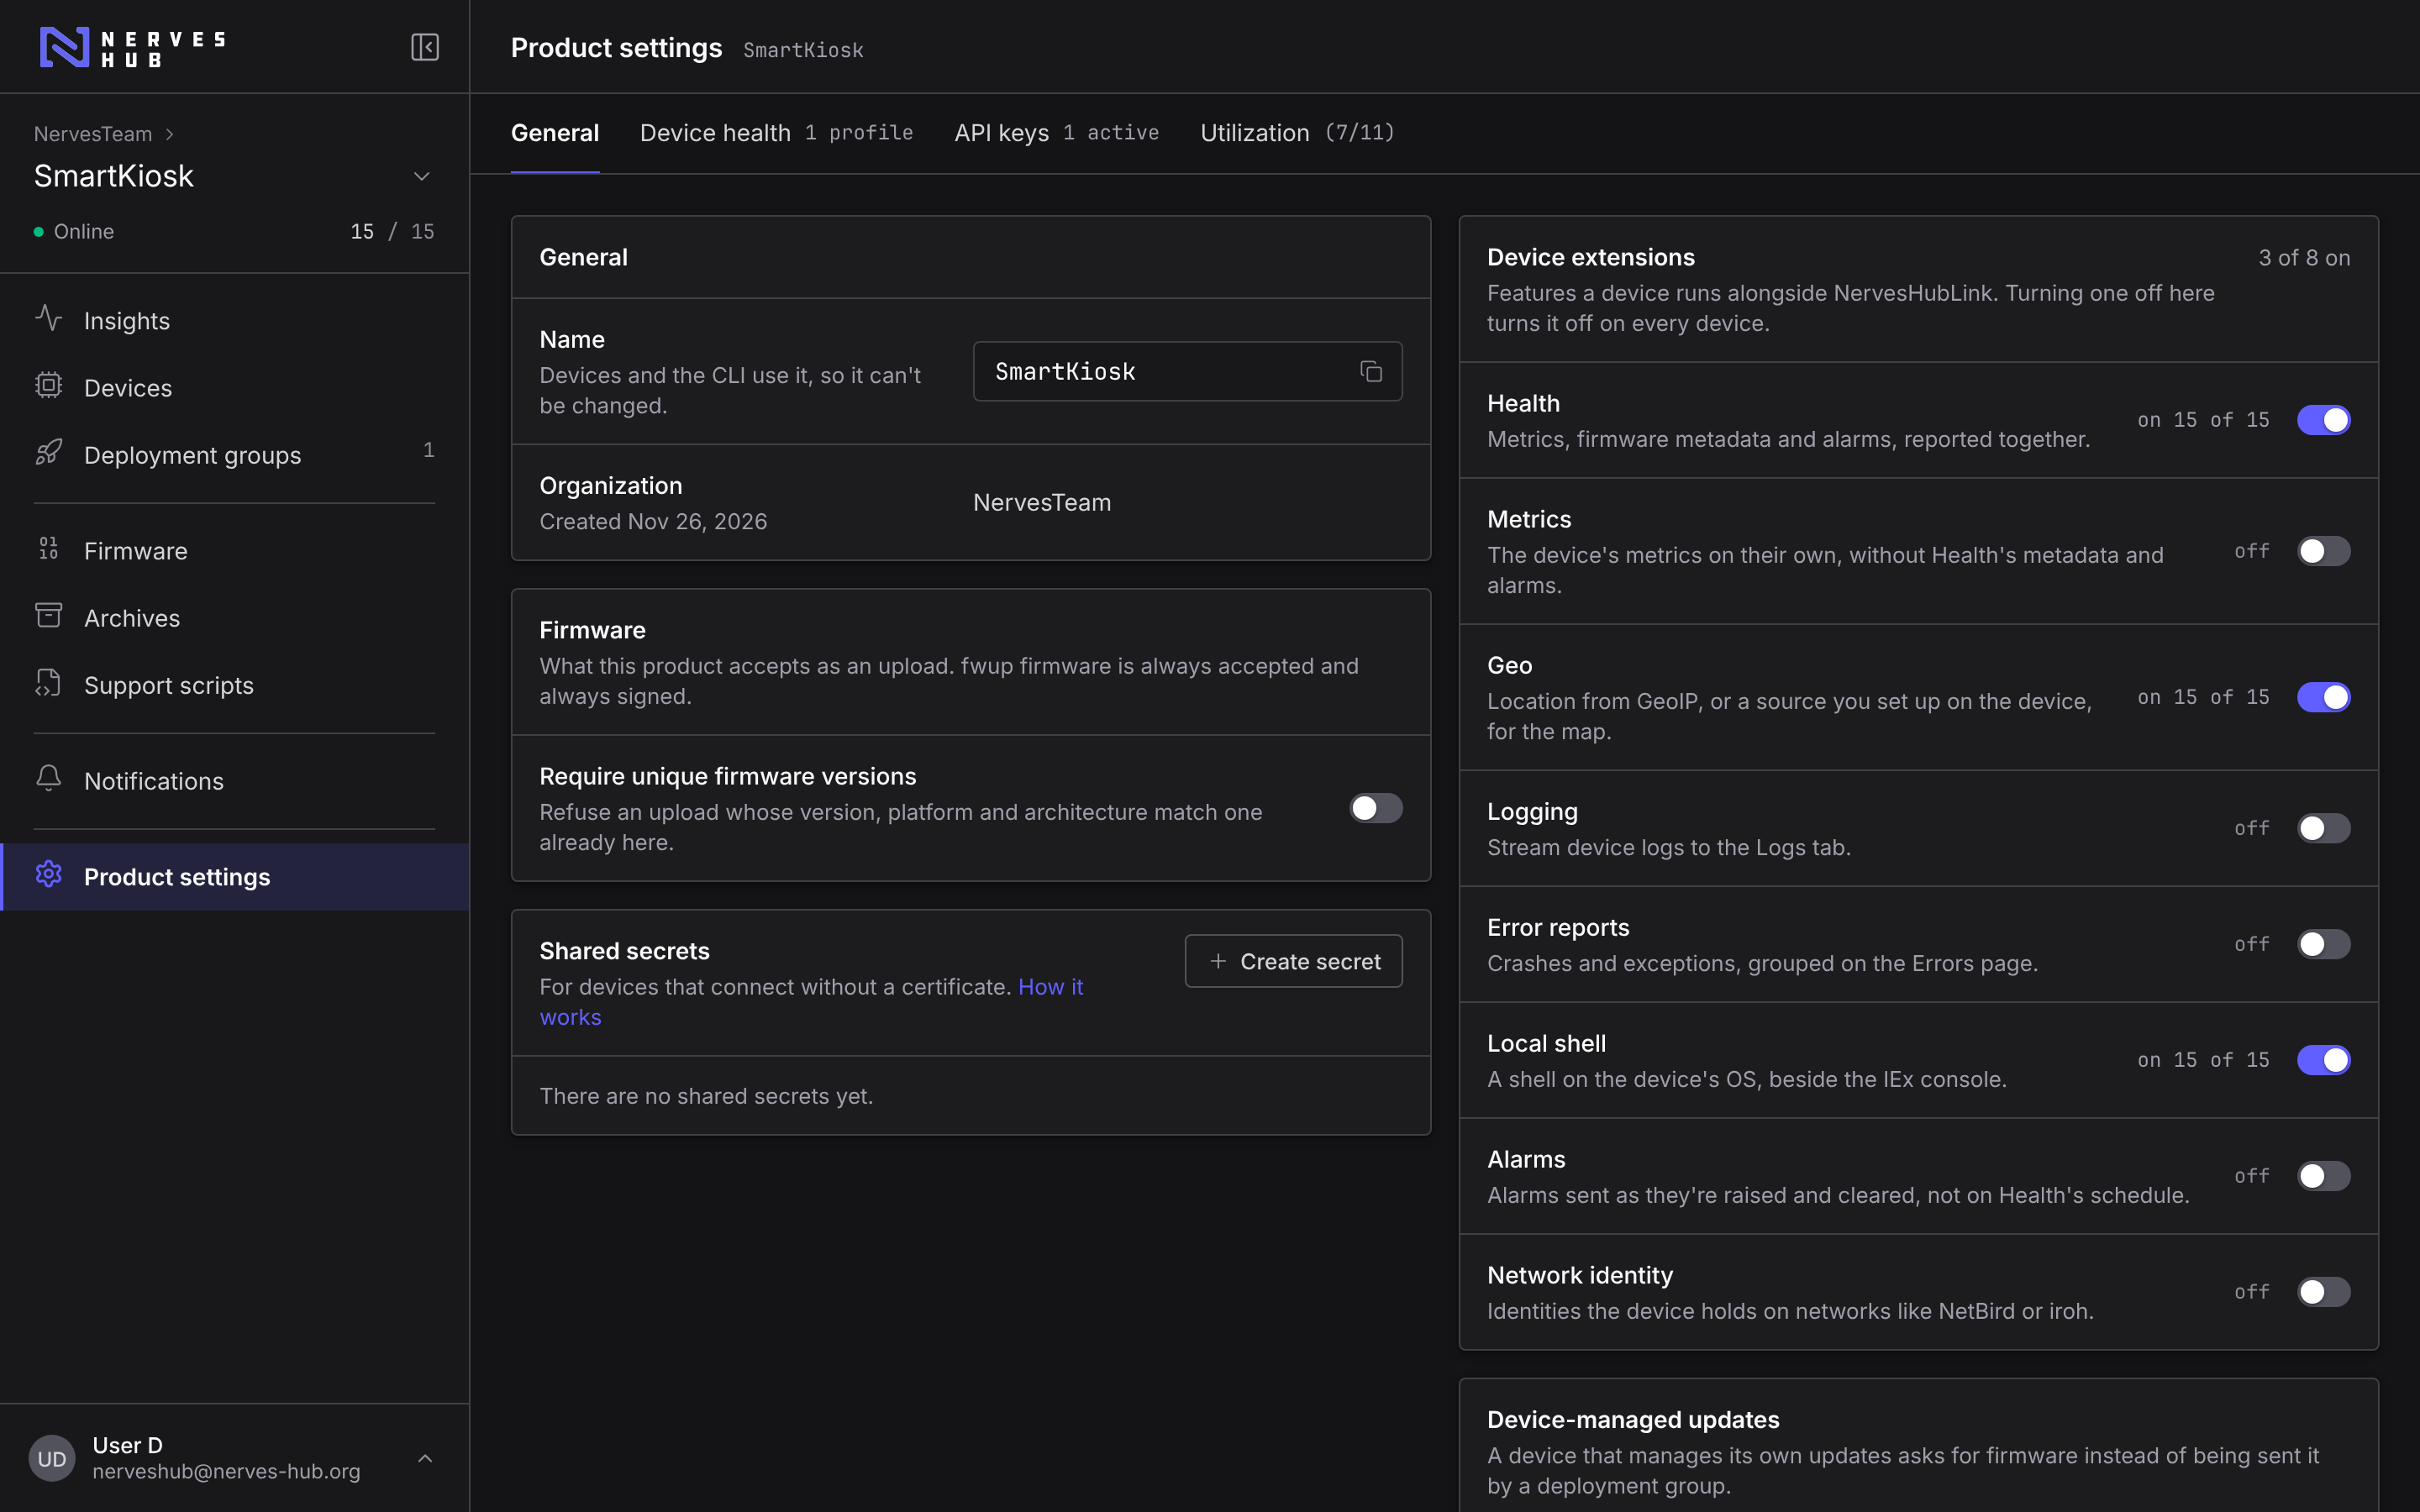 NERVES
HUB
NervesTeam
SmartKiosk
Online
15 / 15
Insights
Devices
Deployment groups 1
Firmware
Archives
Support scripts
Notifications
Product settings
UD
User D
nerveshub@nerves-hub.org
Product settings SmartKiosk
General
Device health 1 profile
API keys 1 active
Utilization (7/11)
General
Name
Devices and the CLI use it, so it can't
be changed.
SmartKiosk
Organization
Created Nov 26, 2026
NervesTeam
Firmware
What this product accepts as an upload. fwup firmware is always accepted and
always signed.
Require unique firmware versions
Refuse an upload whose version, platform and architecture match one
already here.
Shared secrets
For devices that connect without a certificate. How it
works
Create secret
There are no shared secrets yet.
Device extensions
3 of 8 on
Features a device runs alongside NervesHubLink. Turning one off here
turns it off on every device.
Health
Metrics, firmware metadata and alarms, reported together.
on 15 of 15
Metrics
The device's metrics on their own, without Health's metadata and
alarms.
off
Geo
Location from GeoIP, or a source you set up on the device,
for the map.
on 15 of 15
Logging
Stream device logs to the Logs tab.
off
Error reports
Crashes and exceptions, grouped on the Errors page.
off
Local shell
A shell on the device's OS, beside the IEx console.
on 15 of 15
Alarms
Alarms sent as they're raised and cleared, not on Health's schedule.
off
Network identity
Identities the device holds on networks like NetBird or iroh.
off
Device-managed updates
A device that manages its own updates asks for firmware instead of being sent it
by a deployment group.